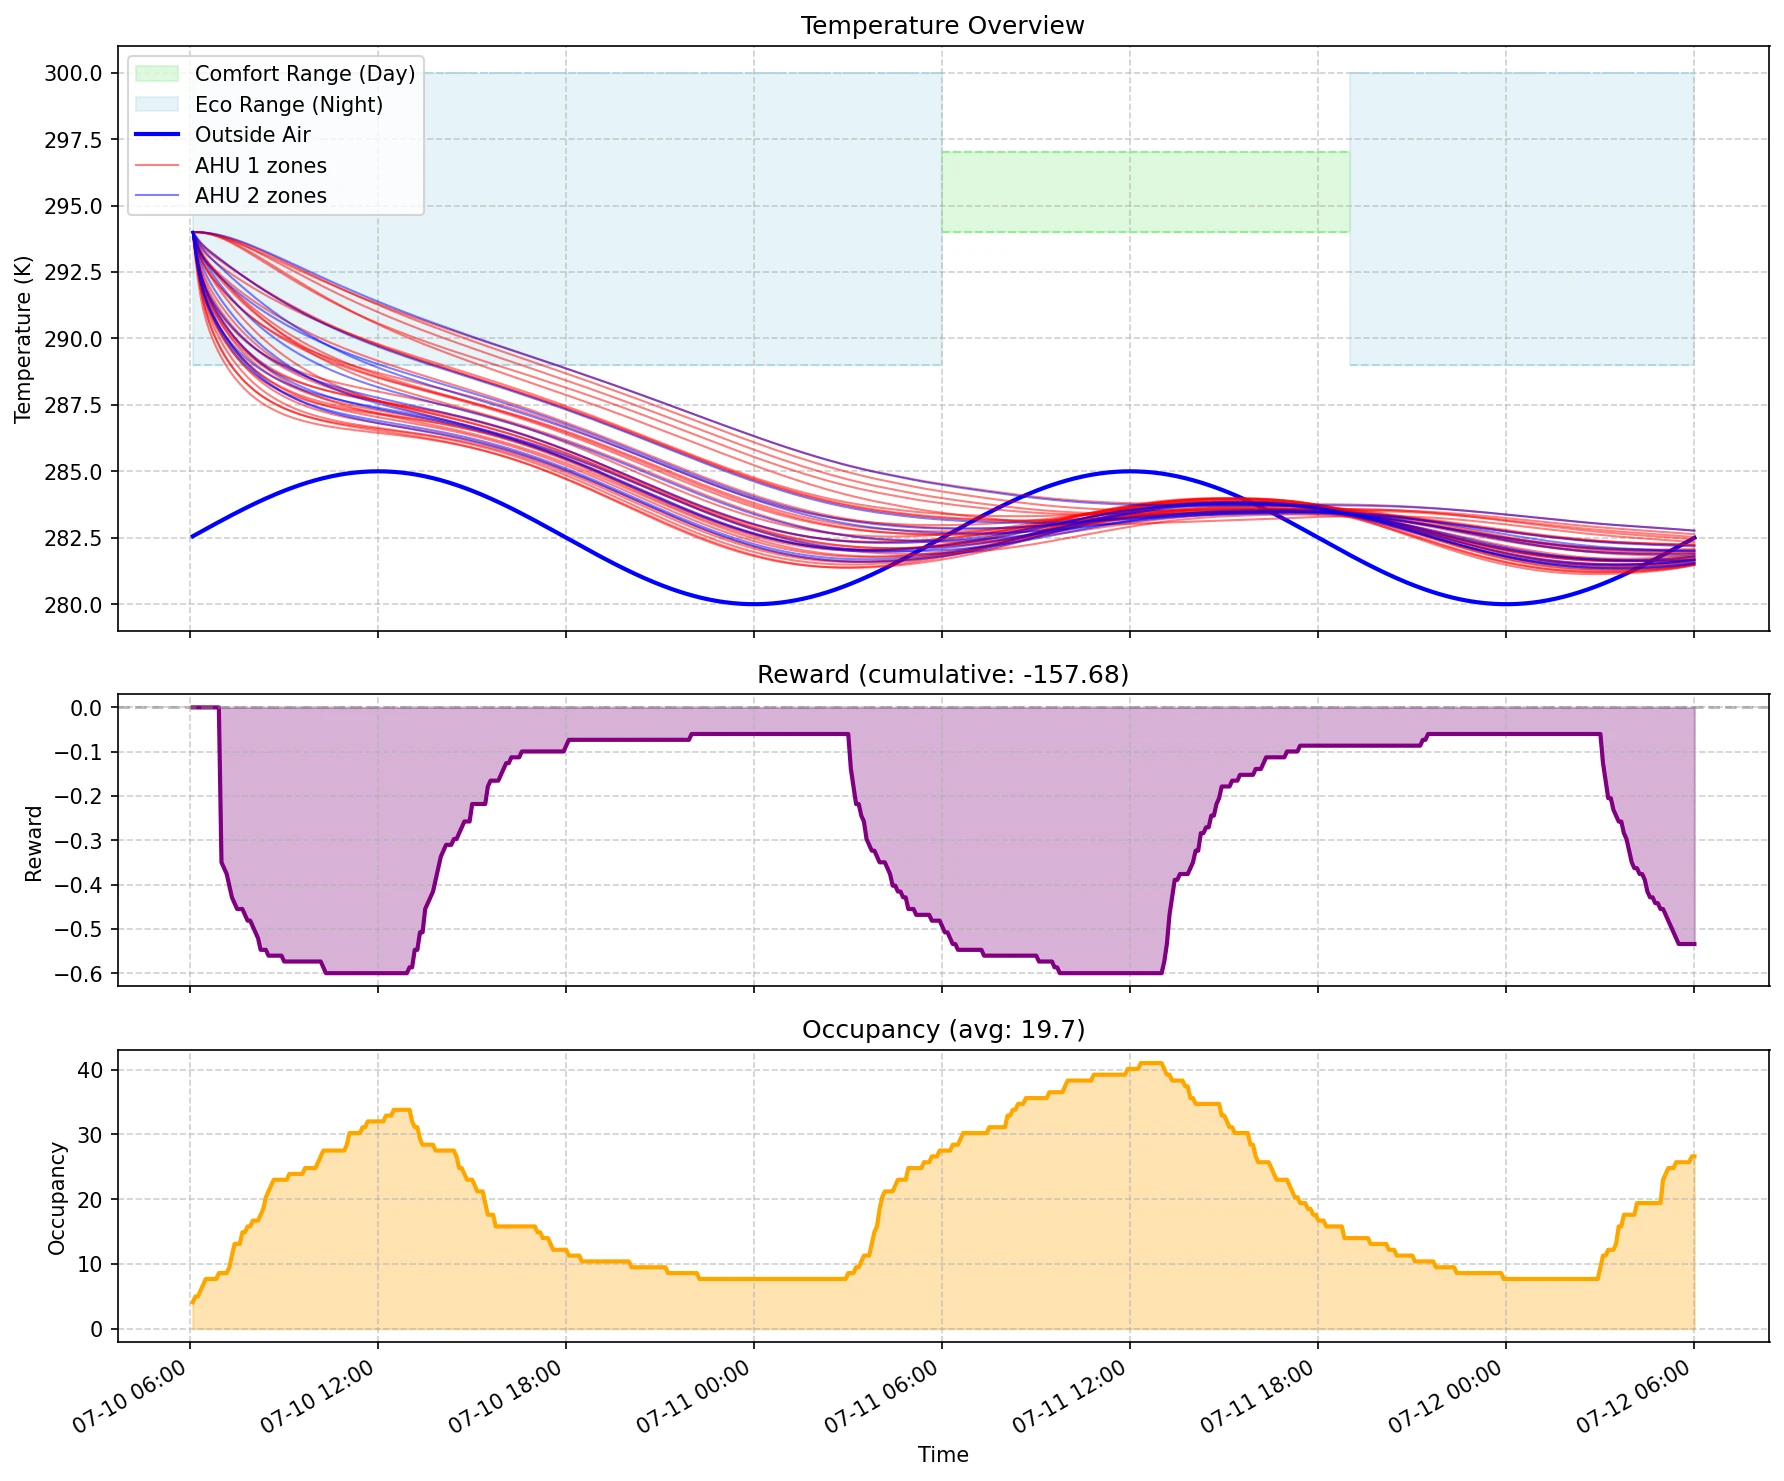 Temperature Overview
Comfort Range (Day)
Eco Range (Night)
Outside Air
AHU 1 zones
AHU 2 zones
Temperature (K)
300.0
297.5
295.0
292.5
290.0
287.5
285.0
282.5
280.0
Reward (cumulative: -157.68)
Reward
0.0
−0.1
−0.2
−0.3
−0.4
−0.5
−0.6
Occupancy (avg: 19.7)
Occupancy
40
30
20
10
0
07-10 06:00
07-10 12:00
07-10 18:00
07-11 00:00
07-11 06:00
07-11 12:00
07-11 18:00
07-12 00:00
07-12 06:00
Time